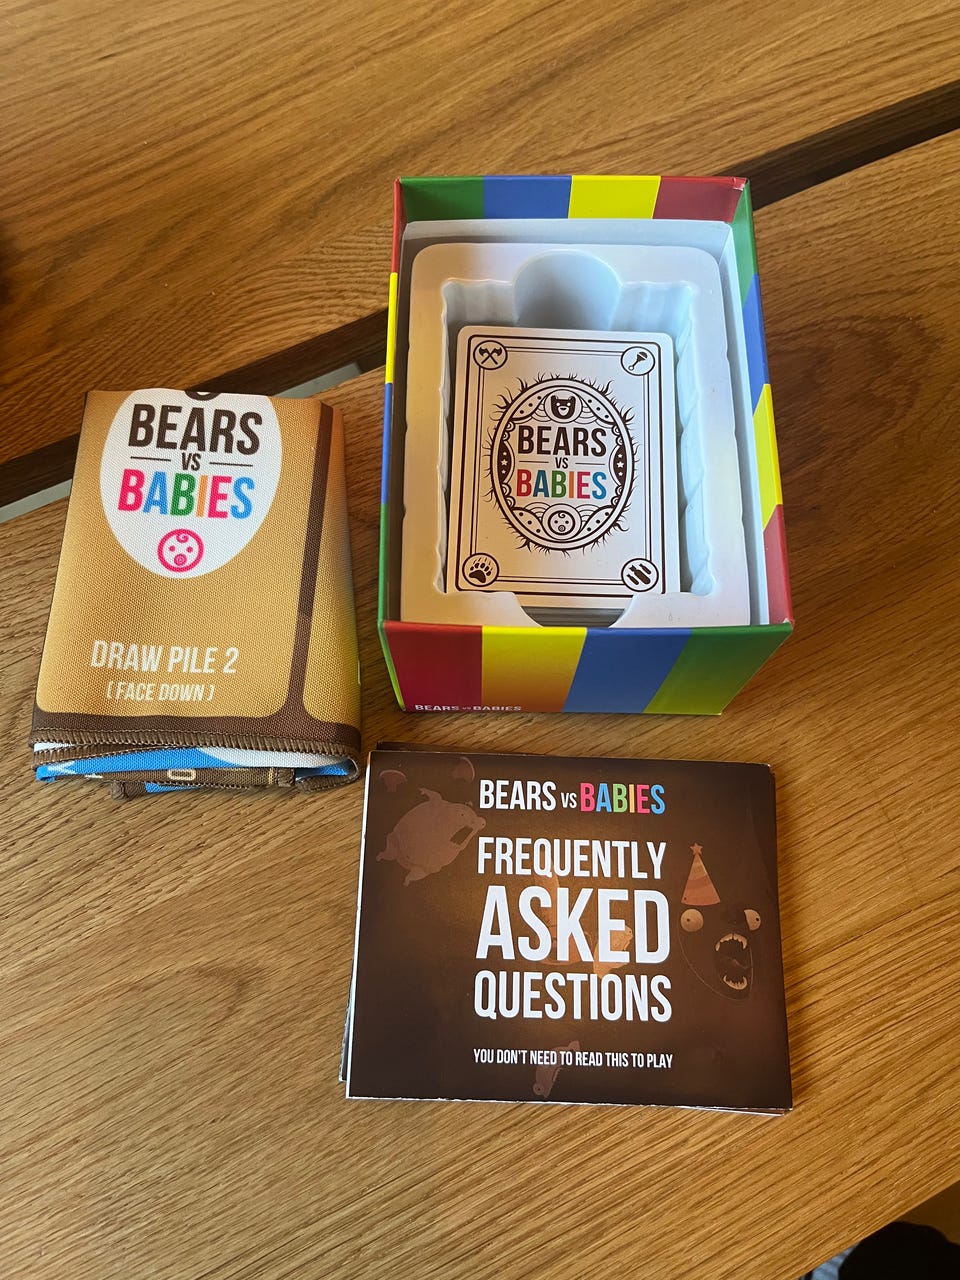 BEARS
VS
BABIES
DRAW PILE 2
(FACE DOWN)
BEARS
VS
BABIES
BEARS VS BABIES
BEARS VS BABIES
FREQUENTLY
ASKED
QUESTIONS
YOU DON'T NEED TO READ THIS TO PLAY